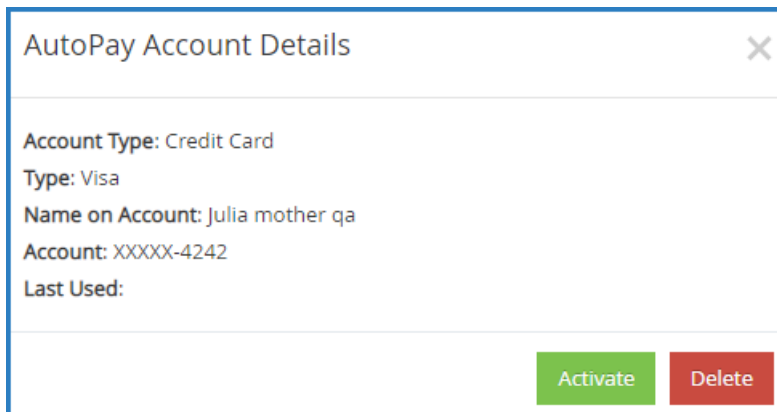 AutoPay Account Details
Account Type: Credit Card
Type: Visa
Name on Account: Julia mother qa
Account: XXXXX-4242
Last Used:
Activate Delete